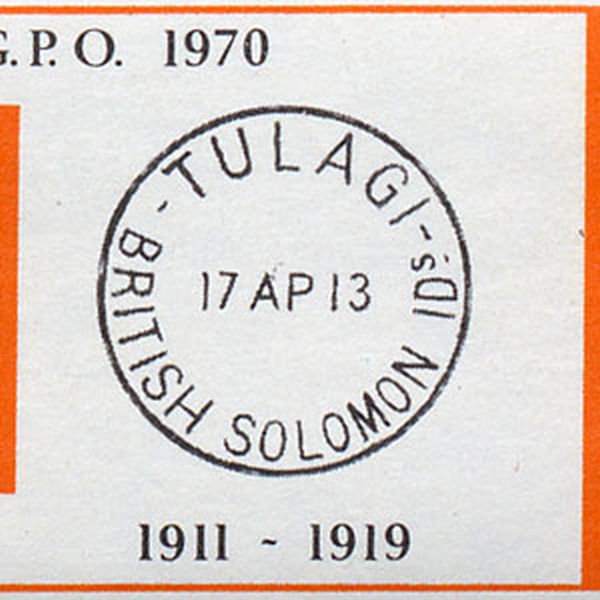 G.P.O. 1970
- TULAGI -
17 AP 13
BRITISH SOLOMON IDs.
1911 - 1919